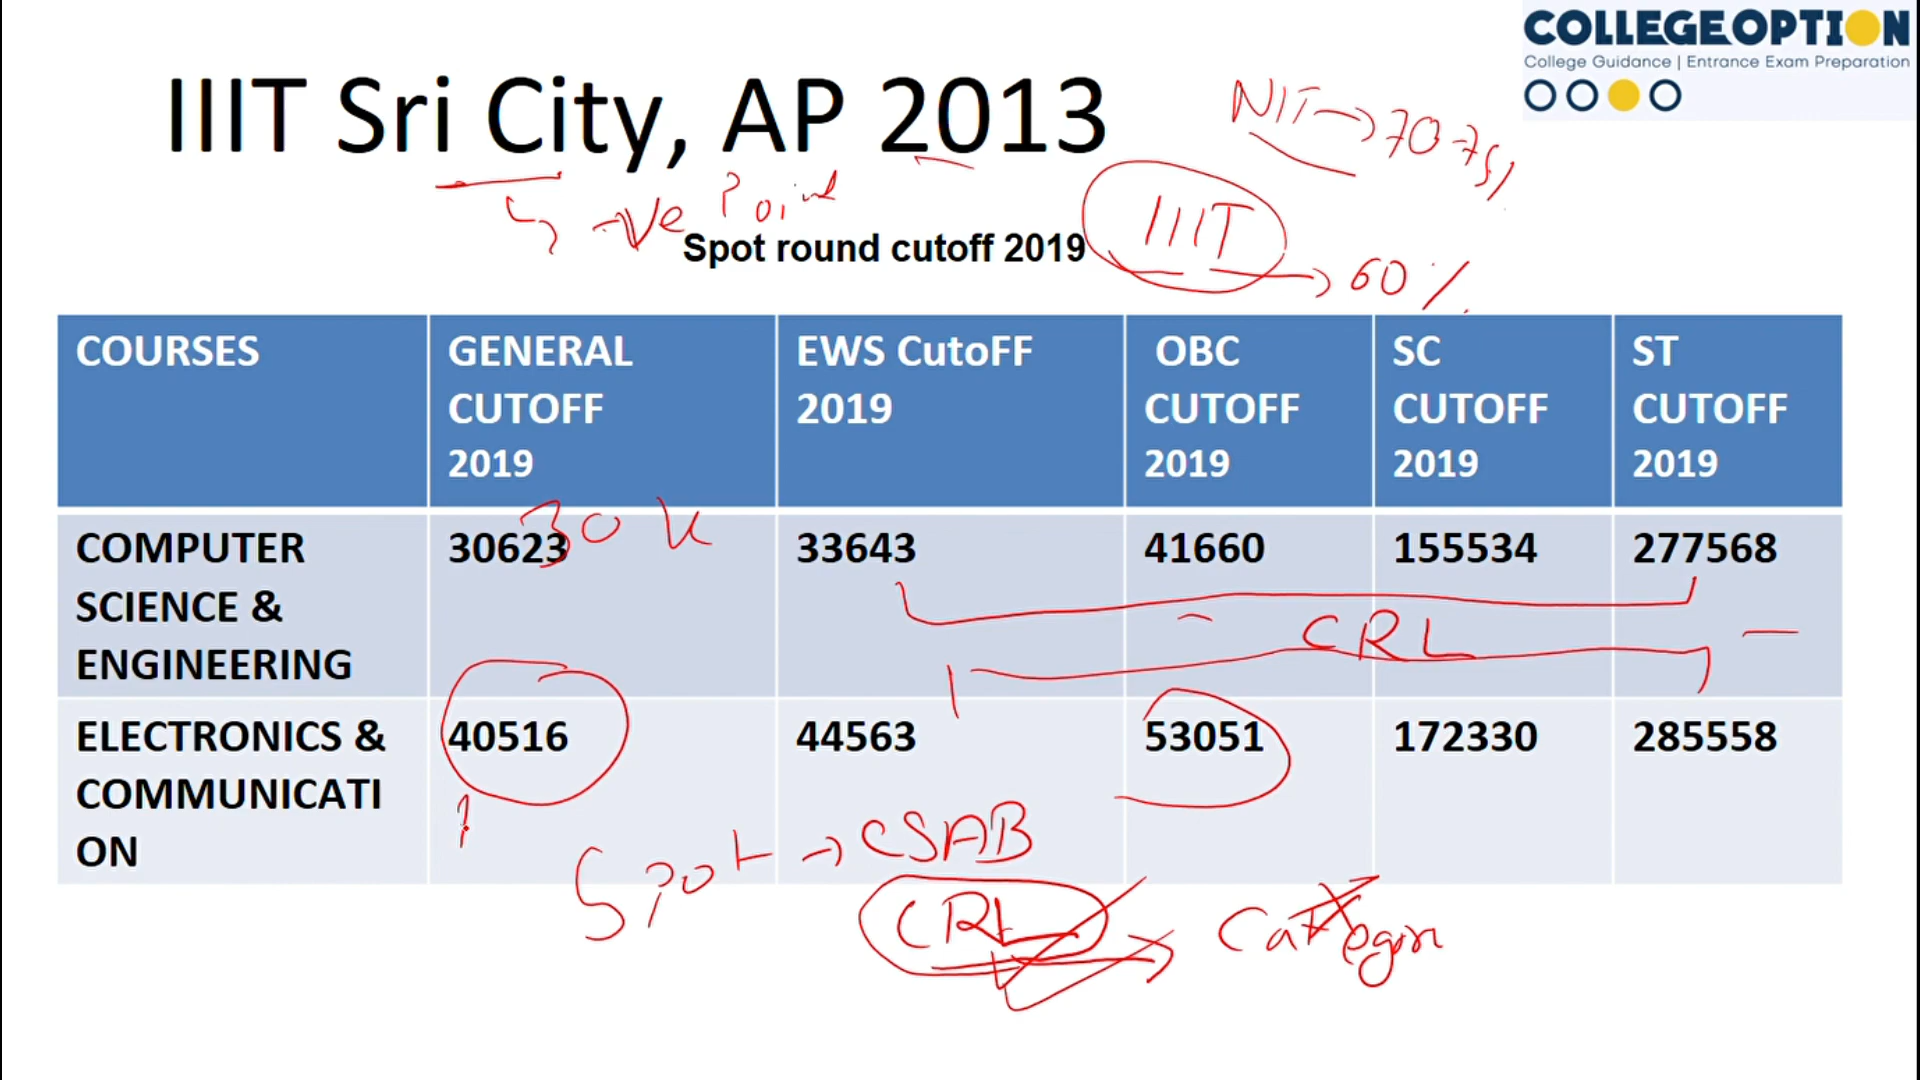 COLLEGEOPTION
College Guidance | Entrance Exam Preparation
IIIT Sri City, AP 2013
NIT → 70-75%
-ve Point
IIIT → 60%
Spot round cutoff 2019
COURSES
GENERAL CUTOFF 2019
EWS CutoFF 2019
OBC CUTOFF 2019
SC CUTOFF 2019
ST CUTOFF 2019
30 K
COMPUTER SCIENCE & ENGINEERING
30623
33643
41660
155534
277568
CRL
ELECTRONICS & COMMUNICATI ON
40516
44563
53051
172330
285558
Spot → CSAB
CRL → Category